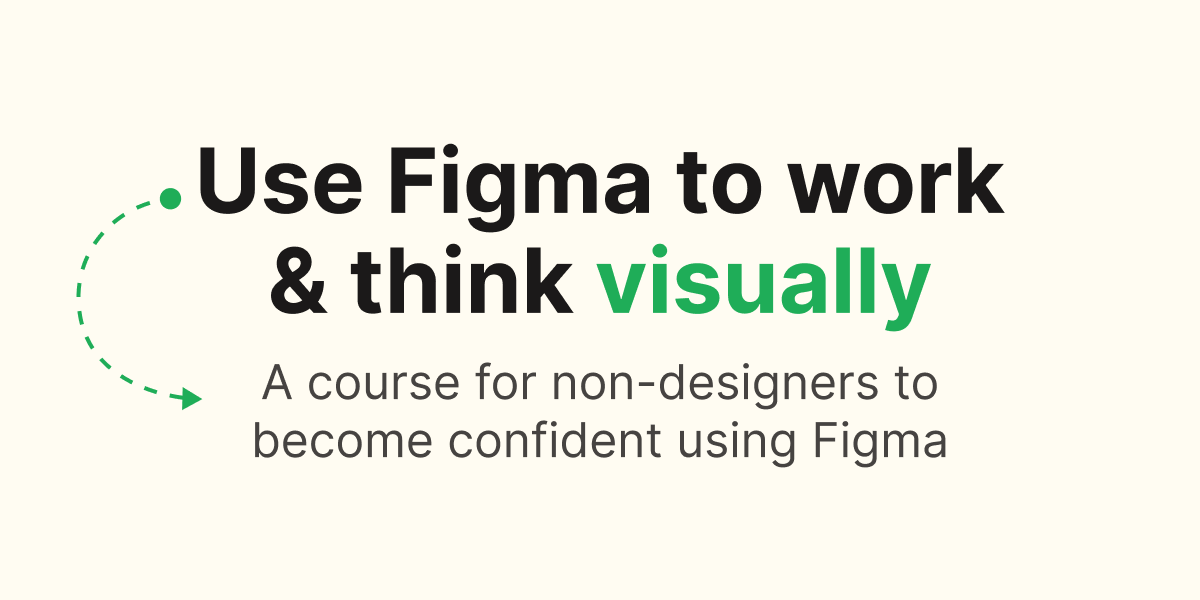 Use Figma to work
& think visually
A course for non-designers to
become confident using Figma